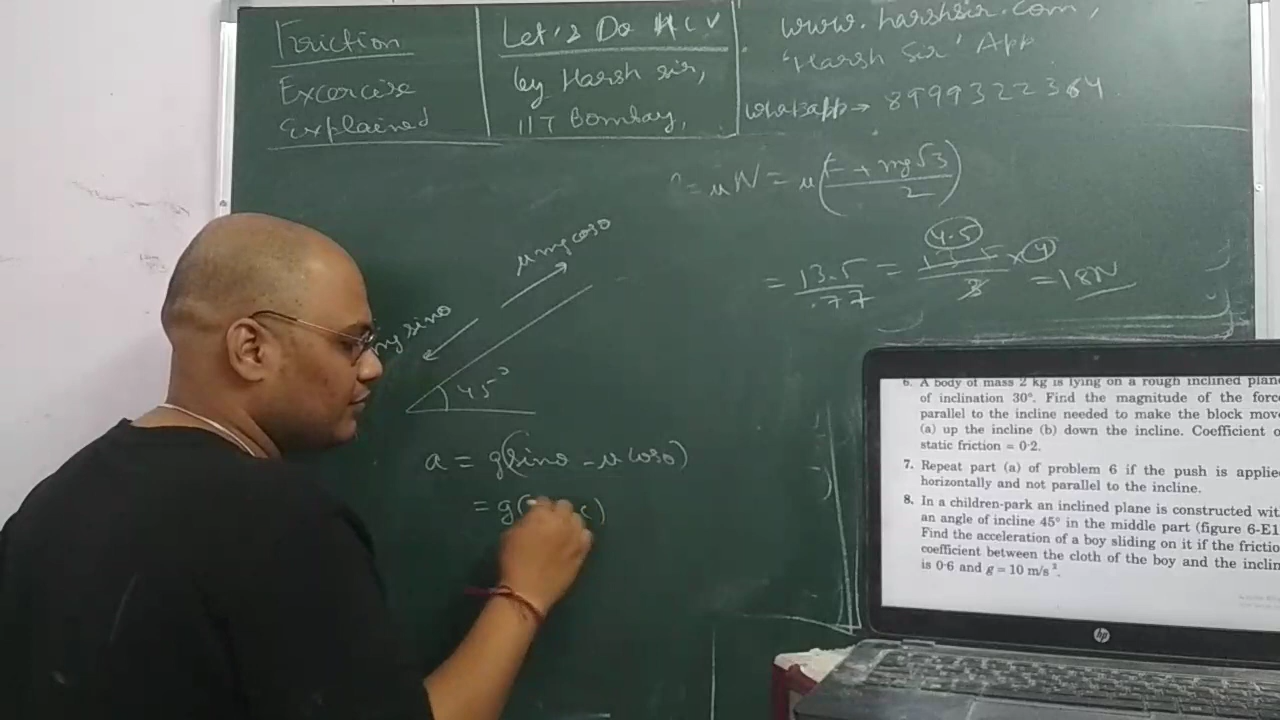 Friction
Excercise
Explained
Let's Do HCV
by Harsh sir,
IIT Bombay,
www.harshsir.com,
'Harsh Sir' App
whatsapp→ 8999322364
= μN = μ(F + mg√3 / 2)
= 13.5 / .77 = 13.5 / 3 × 4 = 18N
4.5
μmg cosθ
mg sinθ
45°
a = g(sinθ - μ cosθ)
= g(
6. A body of mass 2 kg is lying on a rough inclined plane
of inclination 30°. Find the magnitude of the force
parallel to the incline needed to make the block move
(a) up the incline (b) down the incline. Coefficient o
static friction = 0·2.
7. Repeat part (a) of problem 6 if the push is applied
horizontally and not parallel to the incline.
8. In a children-park an inclined plane is constructed with
an angle of incline 45° in the middle part (figure 6-E1
Find the acceleration of a boy sliding on it if the friction
coefficient between the cloth of the boy and the incline
is 0·6 and g = 10 m/s².
hp